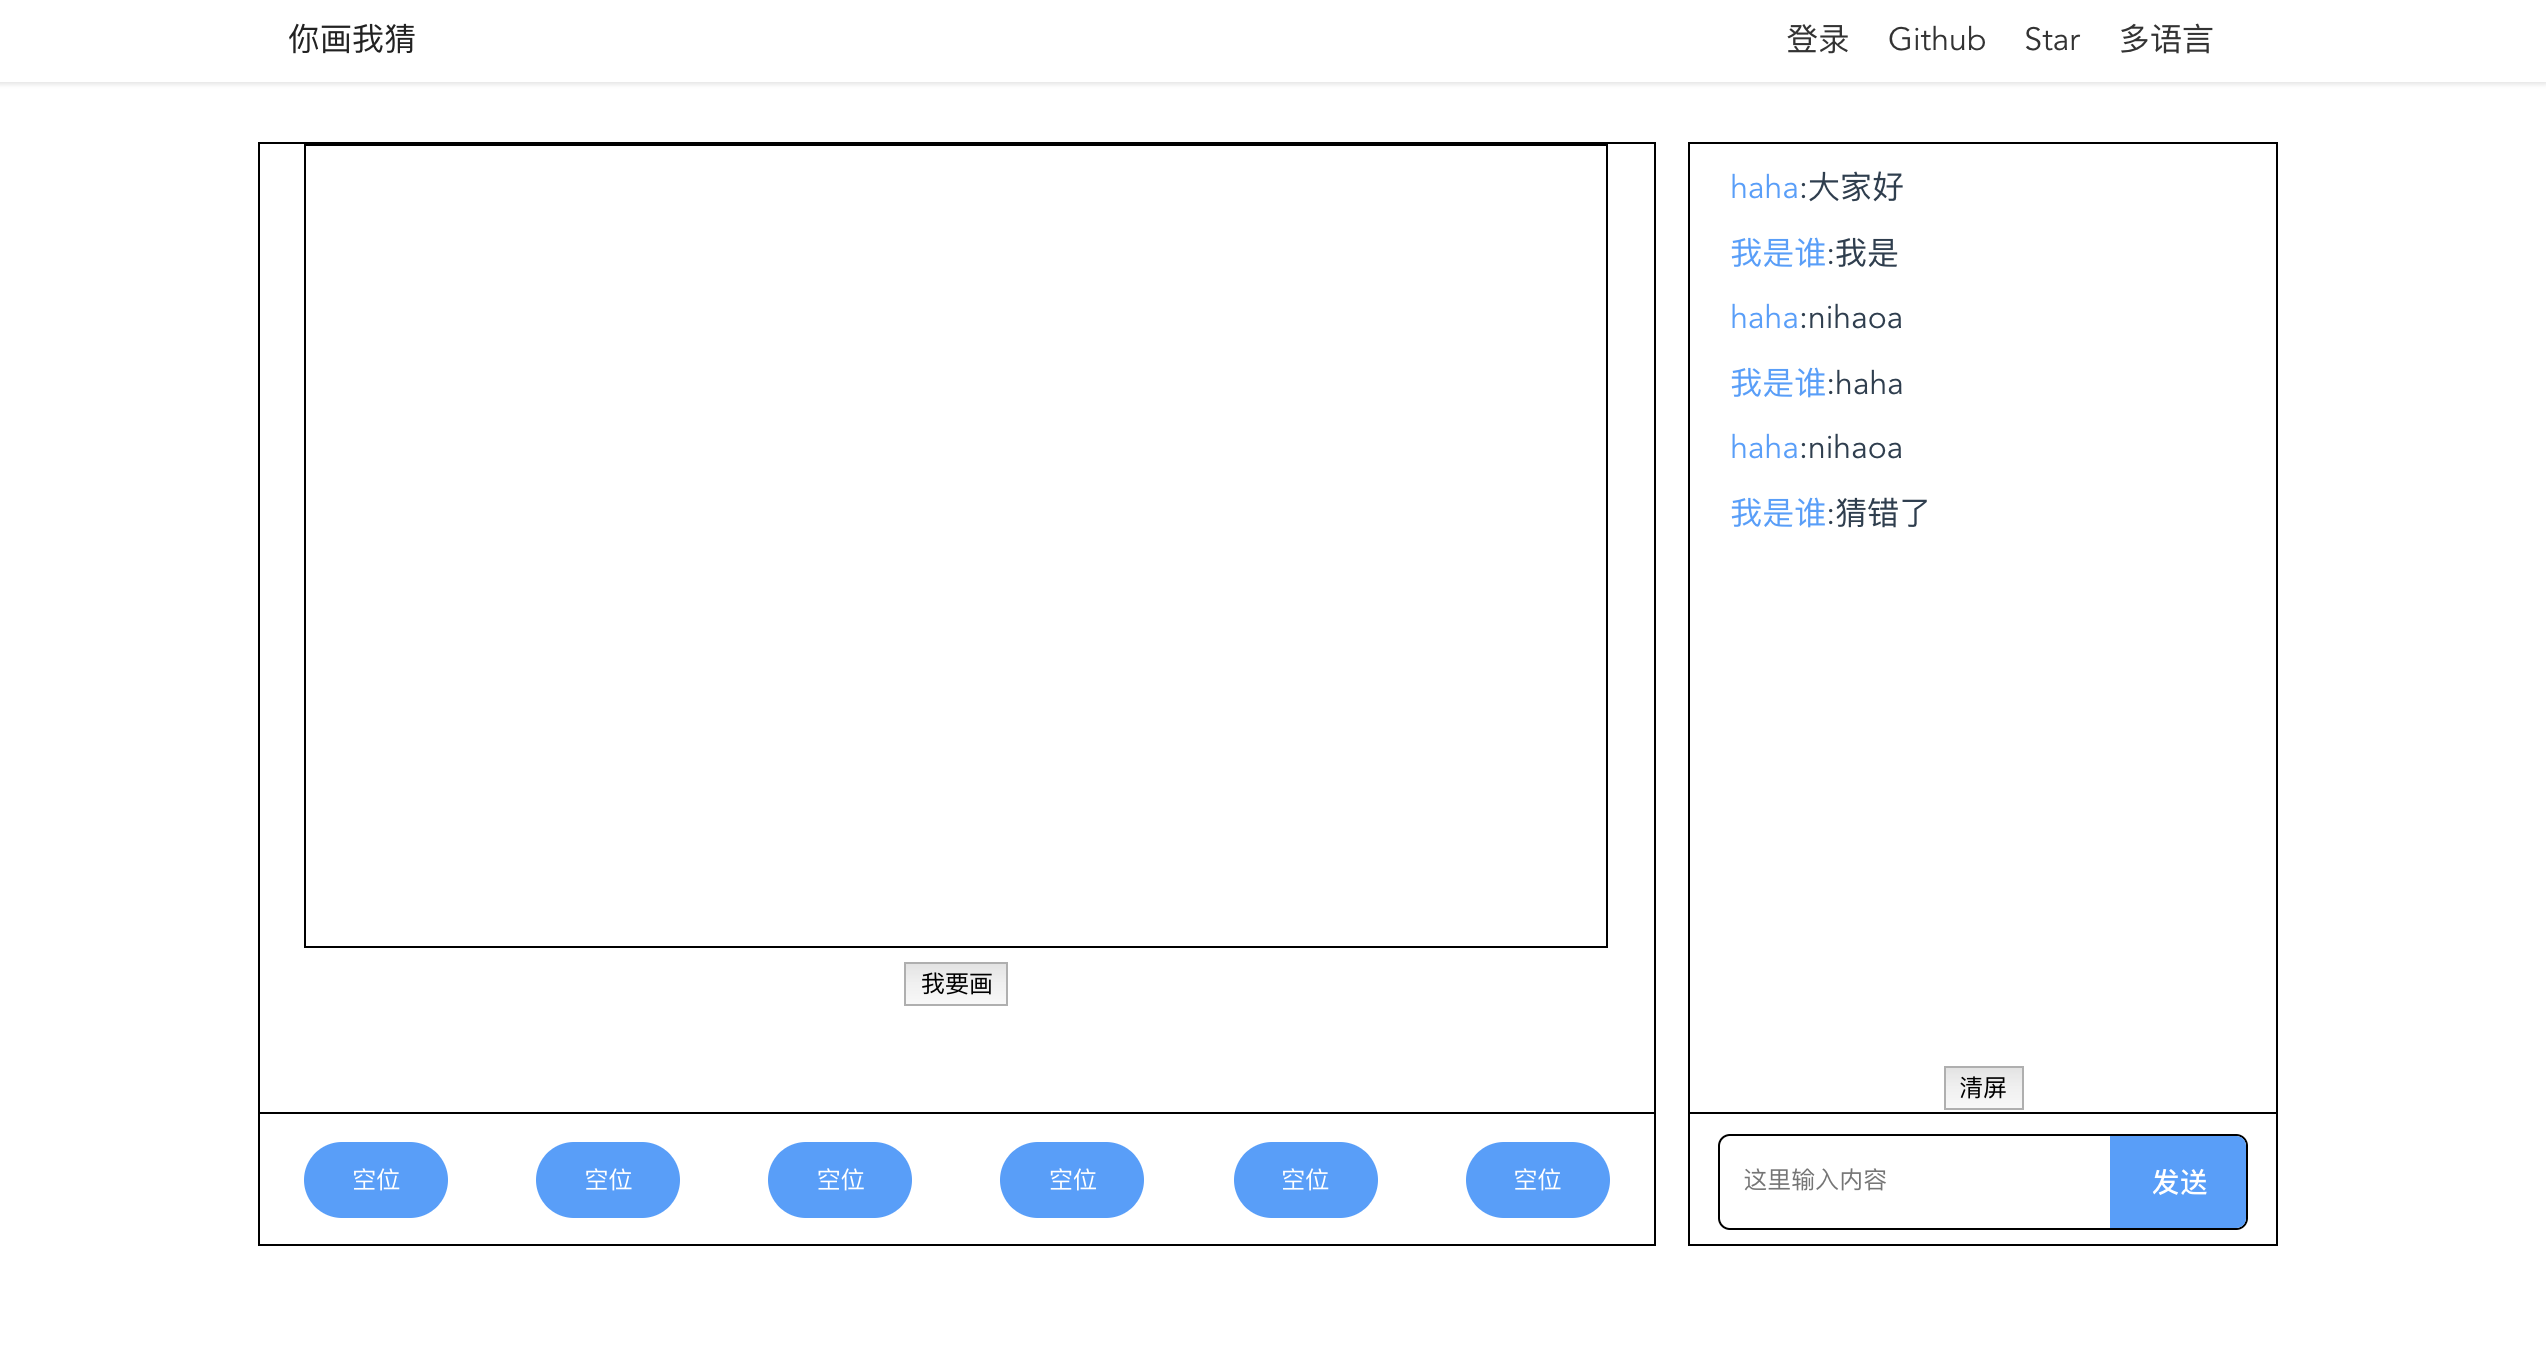 你画我猜
登录 Github Star 多语言
haha:大家好
我是谁:我是
haha:nihaoa
我是谁:haha
haha:nihaoa
我是谁:猜错了
我要画
清屏
空位 空位 空位 空位 空位 空位
这里输入内容 发送